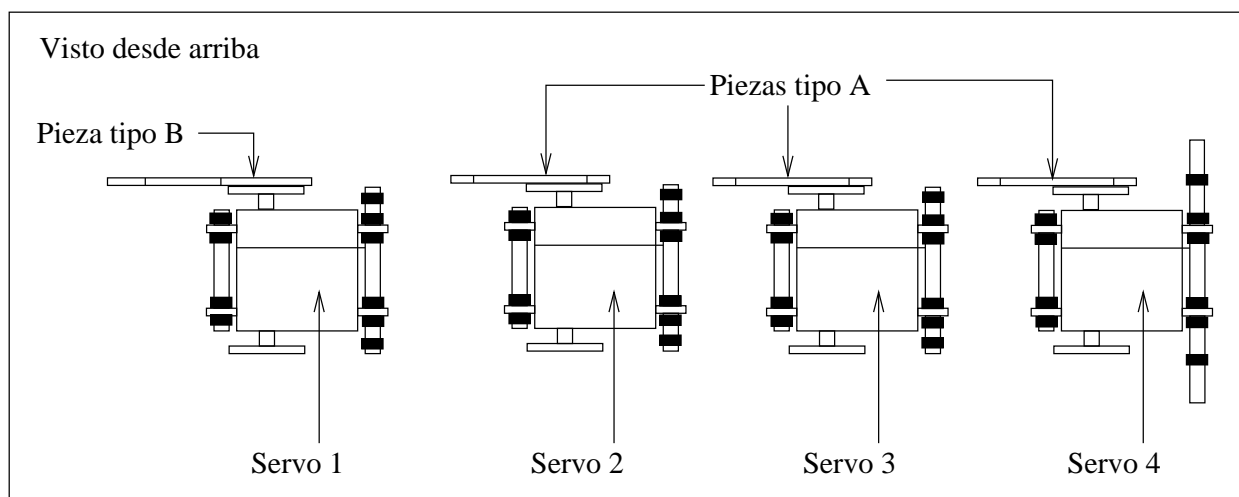 Visto desde arriba
Piezas tipo A
Pieza tipo B
Servo 1
Servo 2
Servo 3
Servo 4